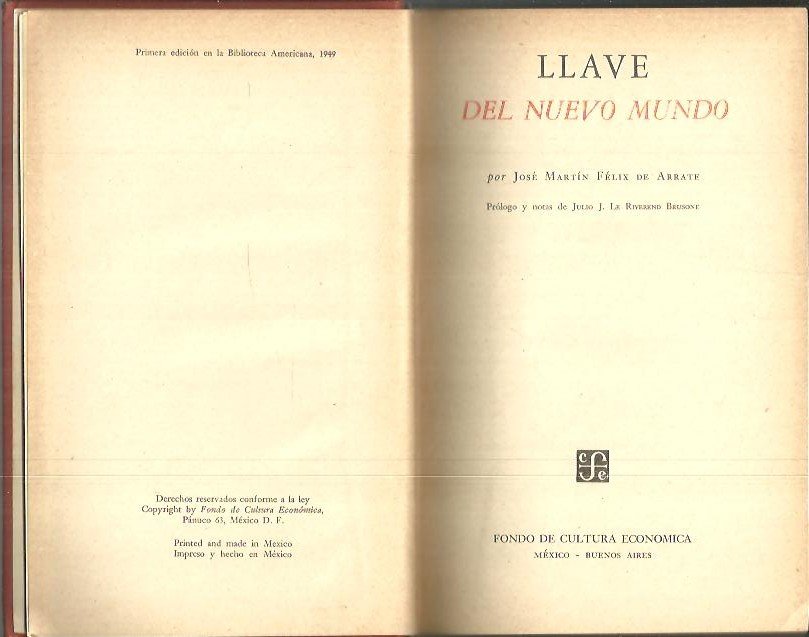 Primera edición en la Biblioteca Americana, 1949
Derechos reservados conforme a la ley
Copyright by Fondo de Cultura Económica,
Pánuco 63, México D. F.
Printed and made in Mexico
Impreso y hecho en México
LLAVE
DEL NUEVO MUNDO
por JOSÉ MARTÍN FÉLIX DE ARRATE
Prólogo y notas de JULIO J. LE RIVEREND BRUSONE
cfe
FONDO DE CULTURA ECONOMICA
MÉXICO - BUENOS AIRES